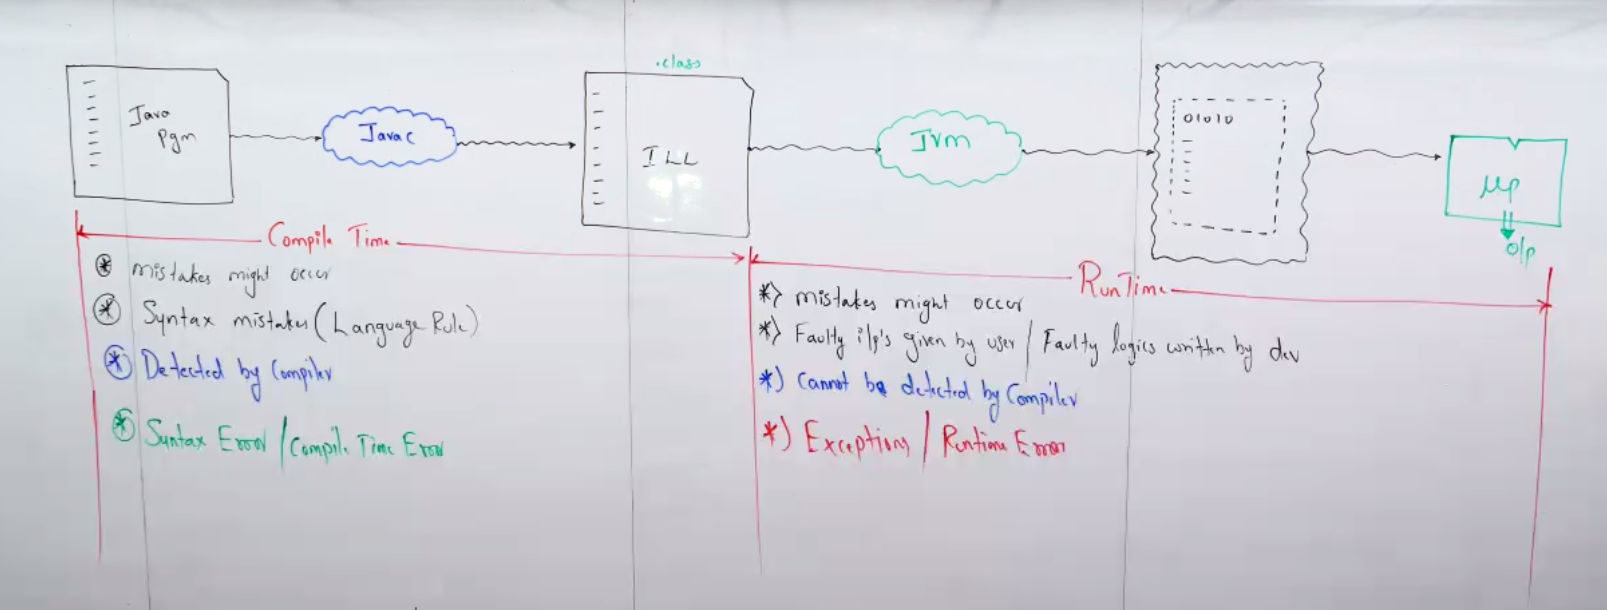 .class
Java
Pgm
Javac
ILL
JVM
01010
μp
o/p
Compile Time
* mistakes might occur
* Syntax mistakes (Language Rule)
* Detected by Compiler
* Syntax Error / Compile Time Error
RunTime
*) mistakes might occur
*) Faulty i/p's given by user / Faulty logics written by dev
*) Cannot be detected by Compiler
*) Exceptions / Runtime Error